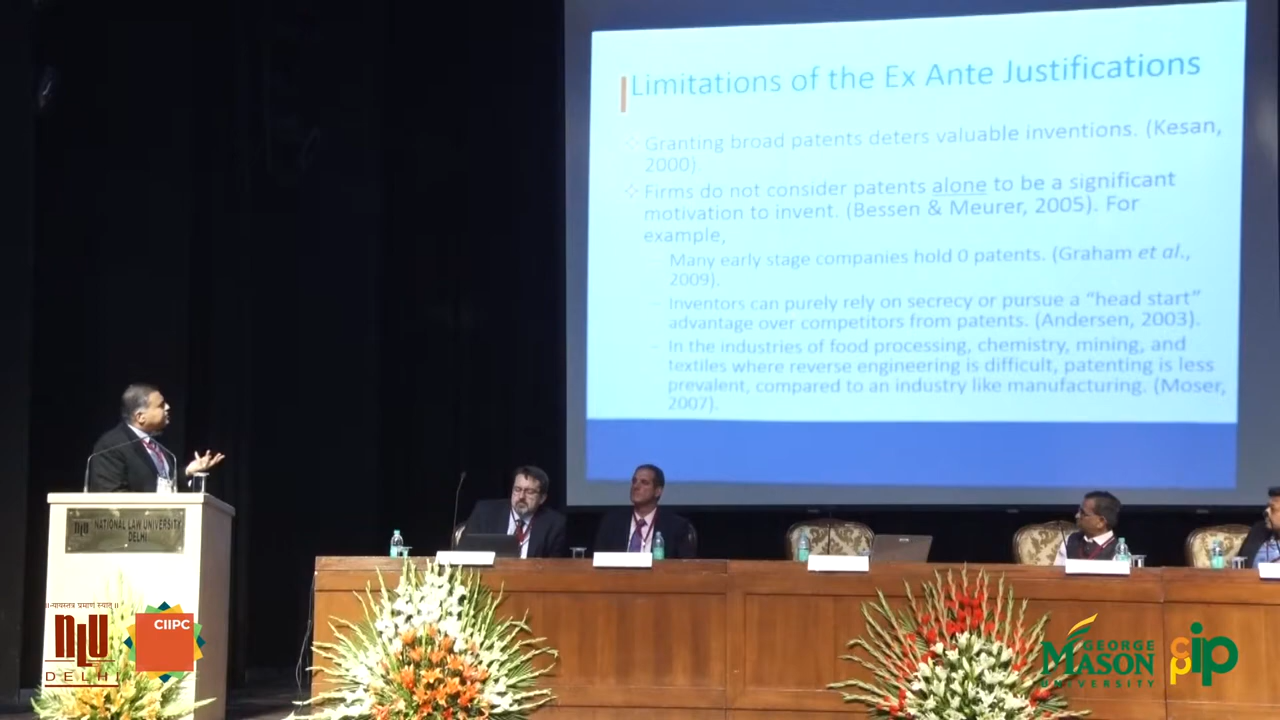 Limitations of the Ex Ante Justifications
Granting broad patents deters valuable inventions. (Kesan,
2000).
Firms do not consider patents alone to be a significant
motivation to invent. (Bessen & Meurer, 2005). For
example,
Many early stage companies hold 0 patents. (Graham et al.,
2009).
Inventors can purely rely on secrecy or pursue a “head start”
advantage over competitors from patents. (Andersen, 2003).
In the industries of food processing, chemistry, mining, and
textiles where reverse engineering is difficult, patenting is less
prevalent, compared to an industry like manufacturing. (Moser,
2007).
NLU NATIONAL LAW UNIVERSITY
DELHI
॥न्यायस्तत्र प्रमाणं स्यात्॥
NLU
DELHI
CIIPC
GEORGE
MASON
UNIVERSITY
cpip